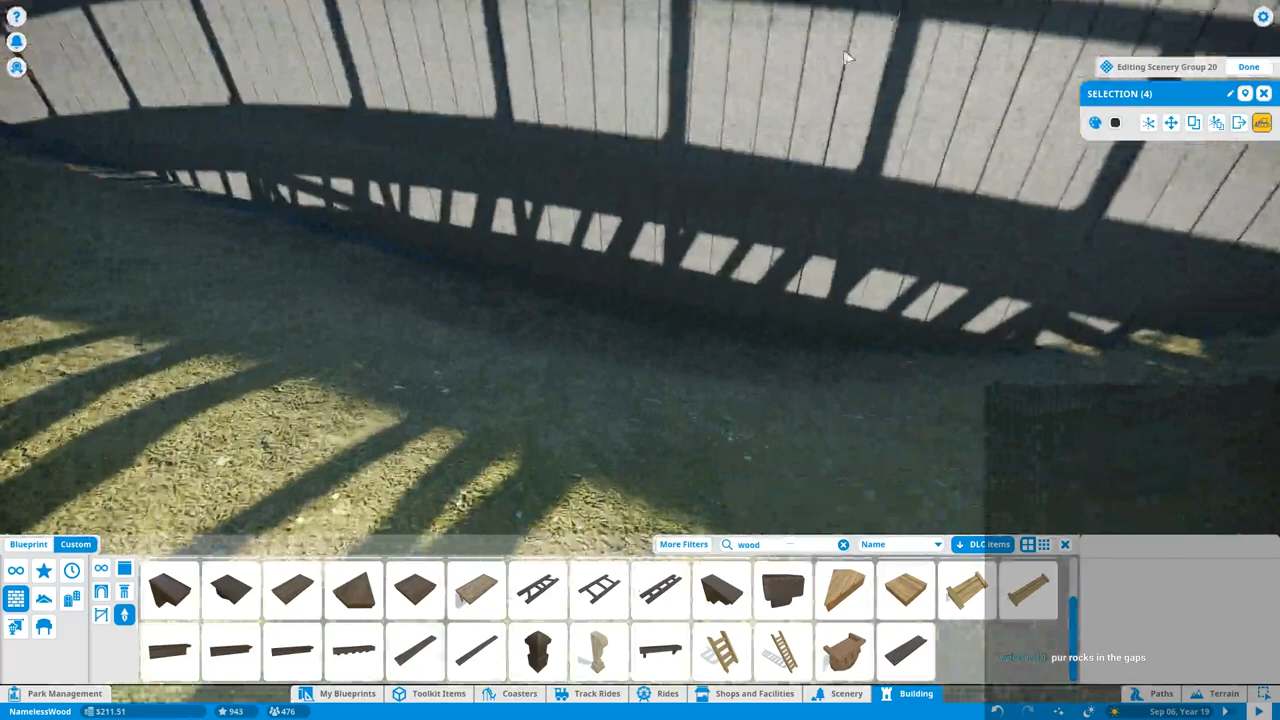 Editing Scenery Group 20 Done
SELECTION (4)
Blueprint Custom
More Filters wood Name DLC items
pur rocks in the gaps
Park Management My Blueprints Toolkit Items Coasters Track Rides Rides Shops and Facilities Scenery Building Paths Terrain
NamelessWood $211.51 943 476 Sep 06, Year 19